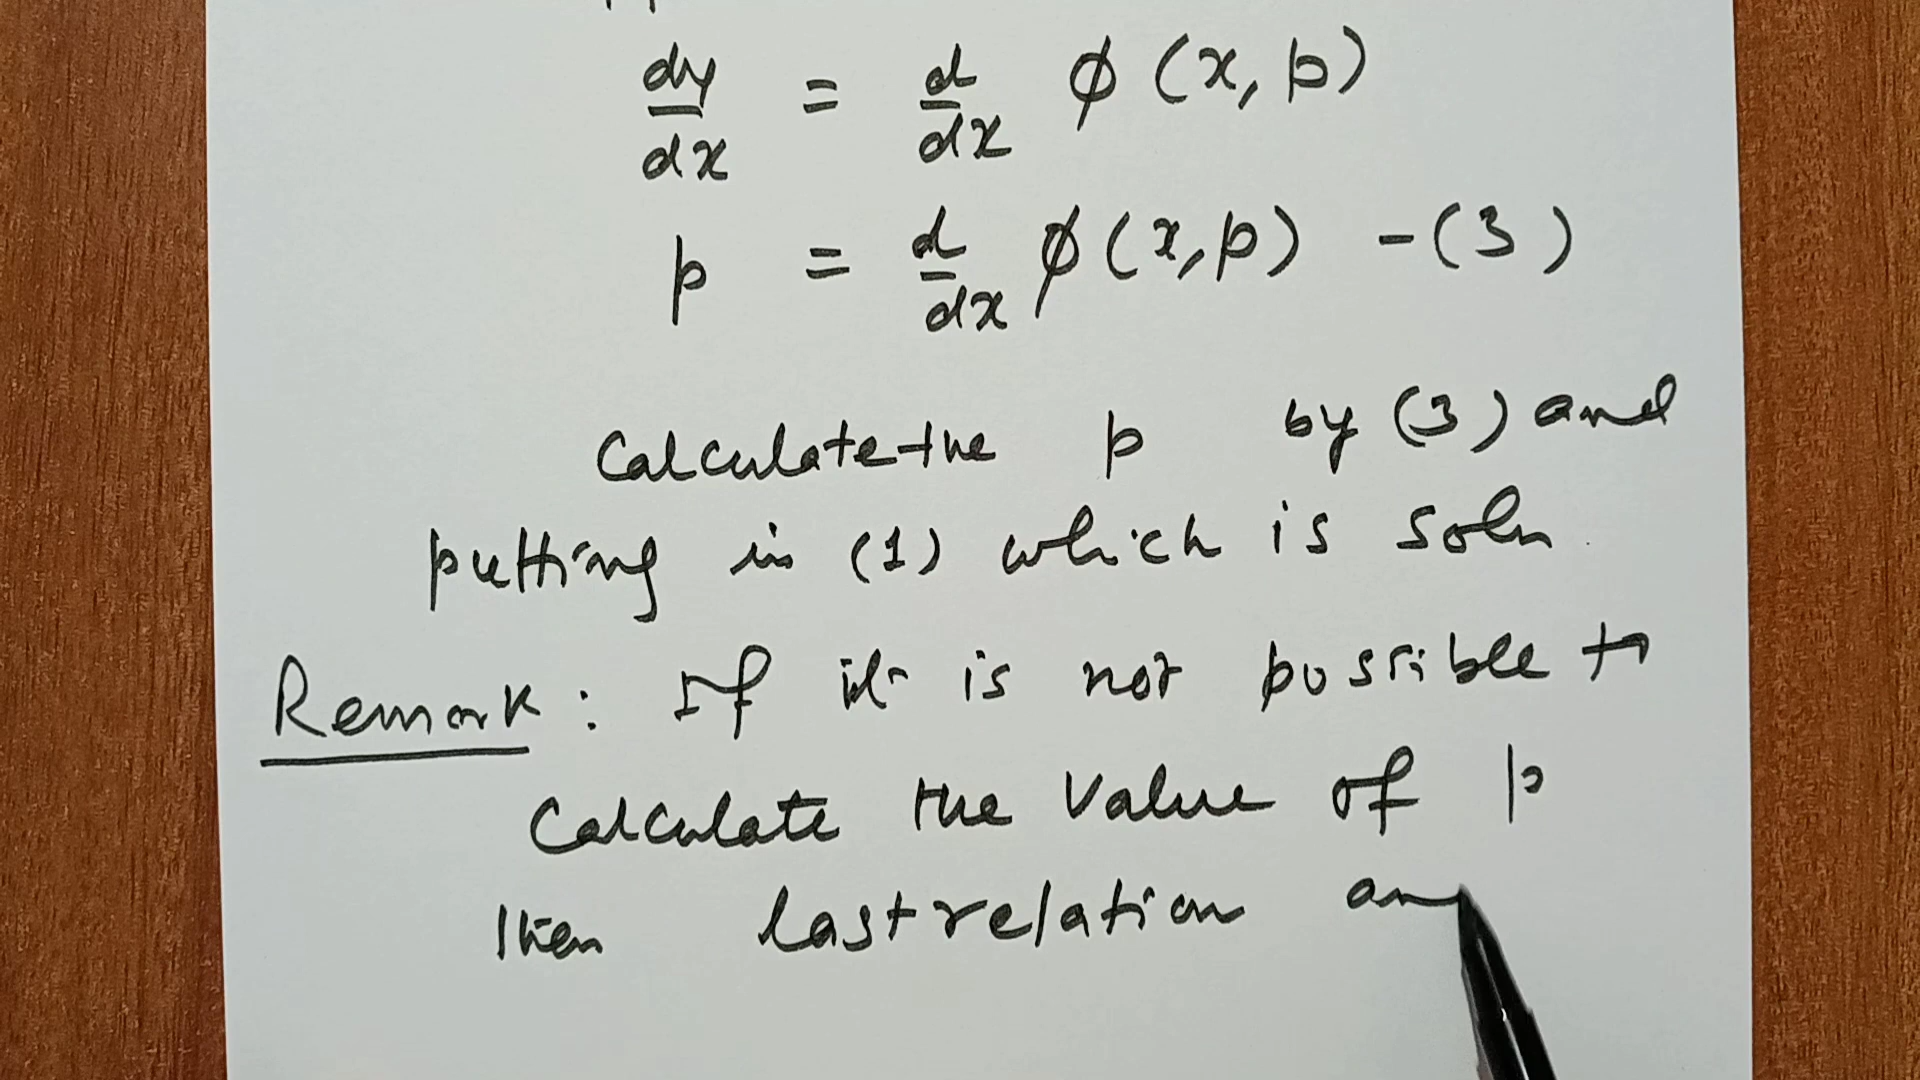 dy/dx = d/dx ϕ (x, p)
p = d/dx ϕ (x, p) - (3)
Calculate the p by (3) and
putting in (1) which is soln.
Remark : If it is not possible to
Calculate the Value of p
then last relation an